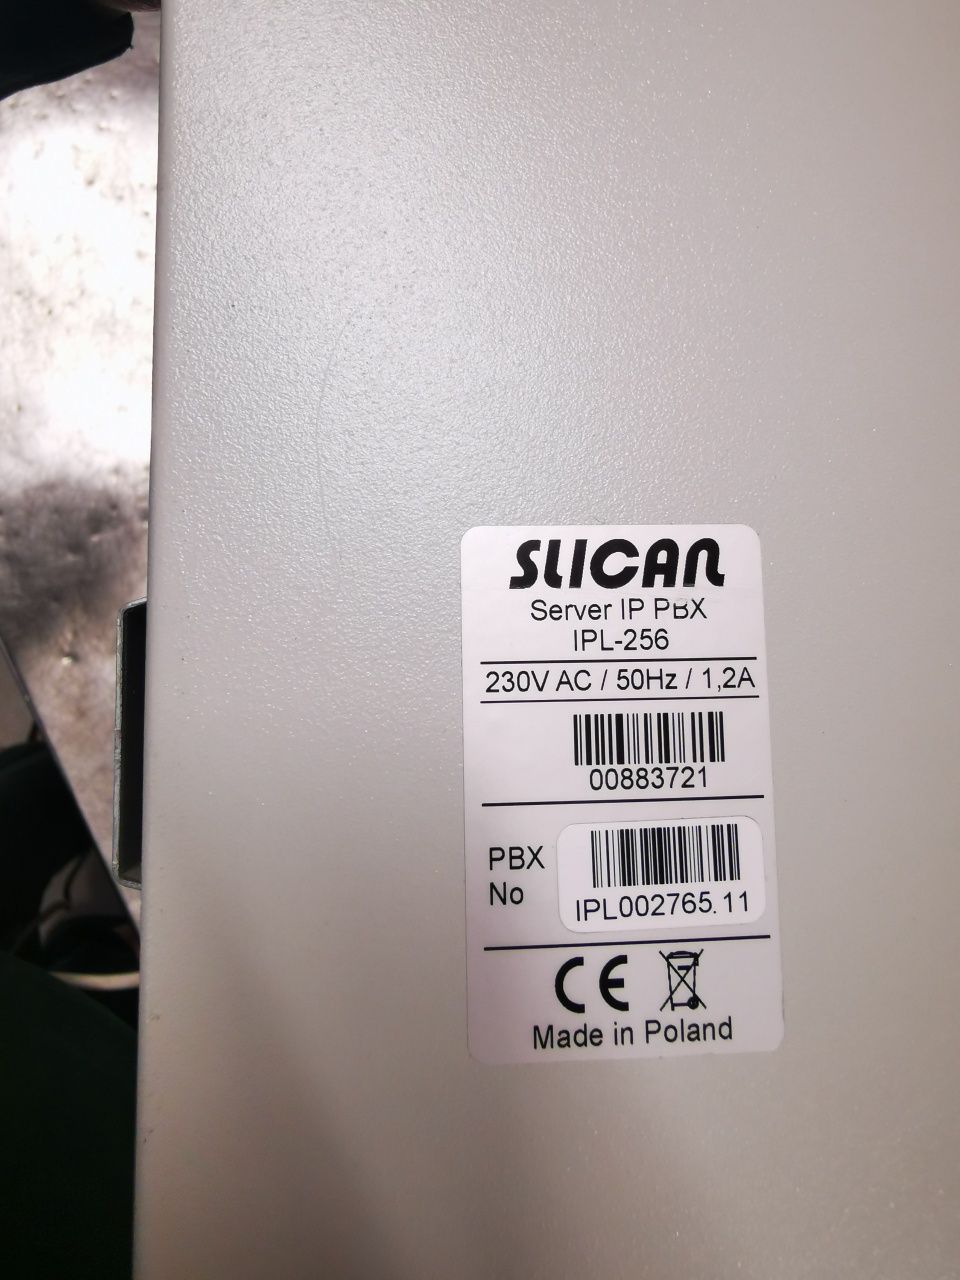 SLICAN
Server IP PBX
IPL-256
230V AC / 50Hz / 1,2A
00883721
PBX
No
IPL002765.11
CE
Made in Poland